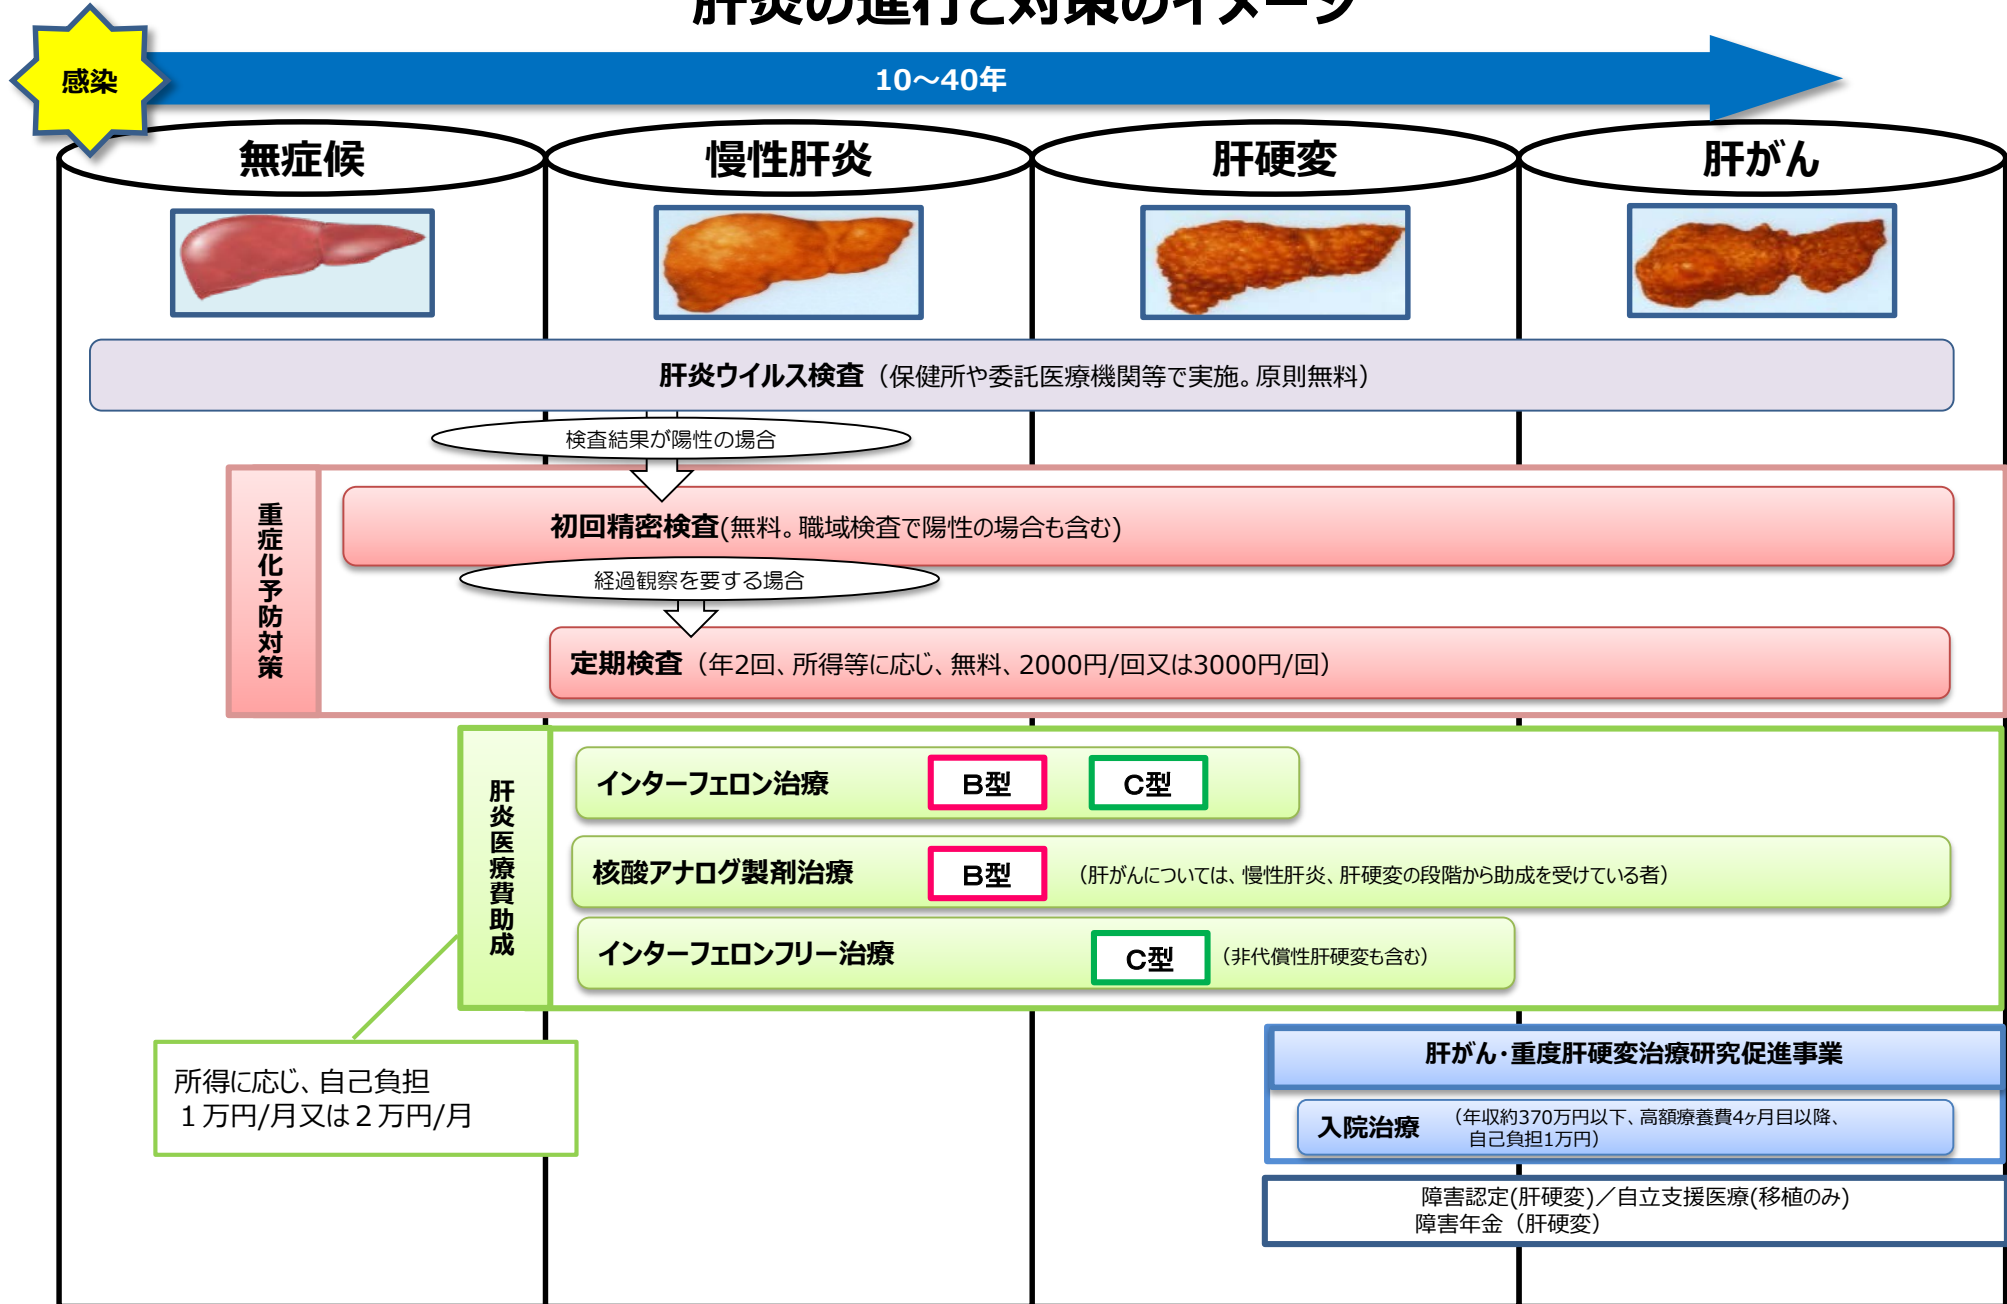 肝炎の進行と対策のイメージ
感染
10～40年
無症候
慢性肝炎
肝硬変
肝がん
肝炎ウイルス検査（保健所や委託医療機関等で実施。原則無料）
検査結果が陽性の場合
重症化予防対策
初回精密検査(無料。職域検査で陽性の場合も含む)
経過観察を要する場合
定期検査（年2回、所得等に応じ、無料、2000円/回又は3000円/回）
肝炎医療費助成
インターフェロン治療
B型
C型
核酸アナログ製剤治療
B型
（肝がんについては、慢性肝炎、肝硬変の段階から助成を受けている者）
インターフェロンフリー治療
C型
（非代償性肝硬変も含む）
所得に応じ、自己負担
１万円/月又は２万円/月
肝がん・重度肝硬変治療研究促進事業
入院治療
（年収約370万円以下、高額療養費4ヶ月目以降、
自己負担1万円）
障害認定(肝硬変)／自立支援医療(移植のみ)
障害年金（肝硬変）